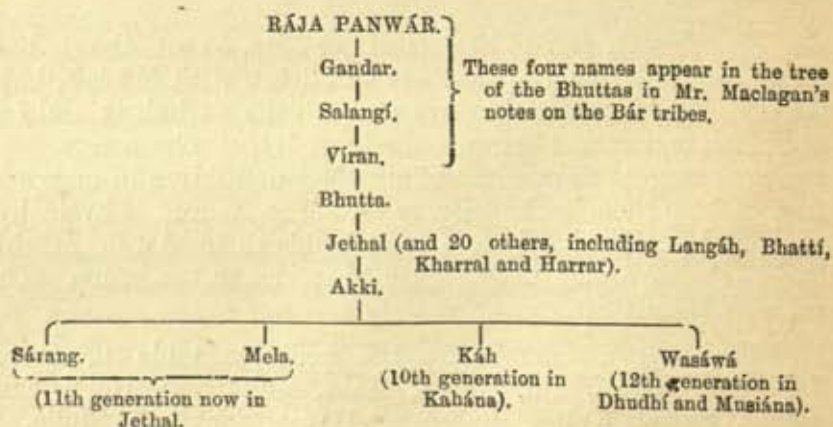 RÁJA PANWÁR.
Gandar.
Salangí.
Víran.
These four names appear in the tree
of the Bhuttas in Mr. Maclagan's
notes on the Bár tribes.
Bhutta.
Jethal (and 20 others, including Langáh, Bhattí,
Kharral and Harrar).
Akki.
Sárang. Mela. Káh Wasáwá
(11th generation now in (10th generation in (12th generation in
Jethal. Kahána). Dhudhí and Musiána).